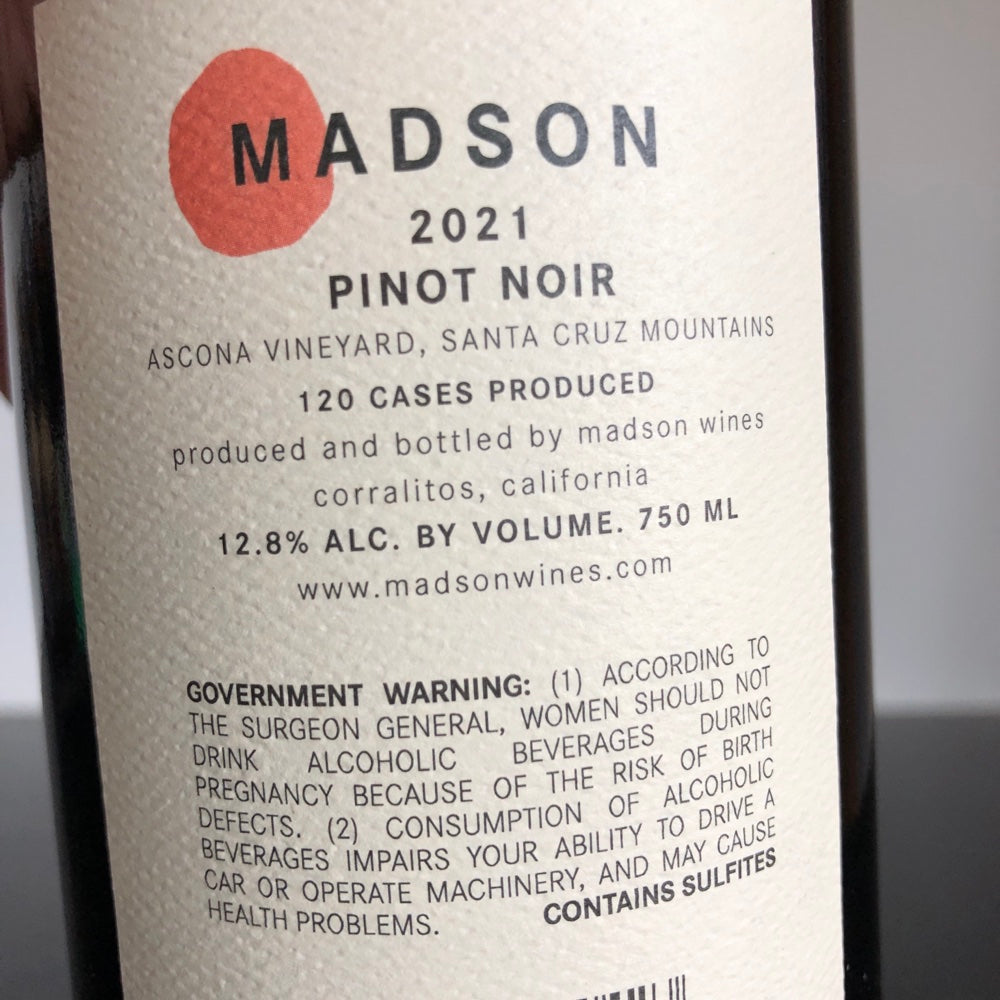 MADSON
2021
PINOT NOIR
ASCONA VINEYARD, SANTA CRUZ MOUNTAINS
120 CASES PRODUCED
produced and bottled by madson wines
corralitos, california
12.8% ALC. BY VOLUME. 750 ML
www.madsonwines.com
GOVERNMENT WARNING: (1) ACCORDING TO
THE SURGEON GENERAL, WOMEN SHOULD NOT
DRINK ALCOHOLIC BEVERAGES DURING
PREGNANCY BECAUSE OF THE RISK OF BIRTH
DEFECTS. (2) CONSUMPTION OF ALCOHOLIC
BEVERAGES IMPAIRS YOUR ABILITY TO DRIVE A
CAR OR OPERATE MACHINERY, AND MAY CAUSE
HEALTH PROBLEMS. CONTAINS SULFITES